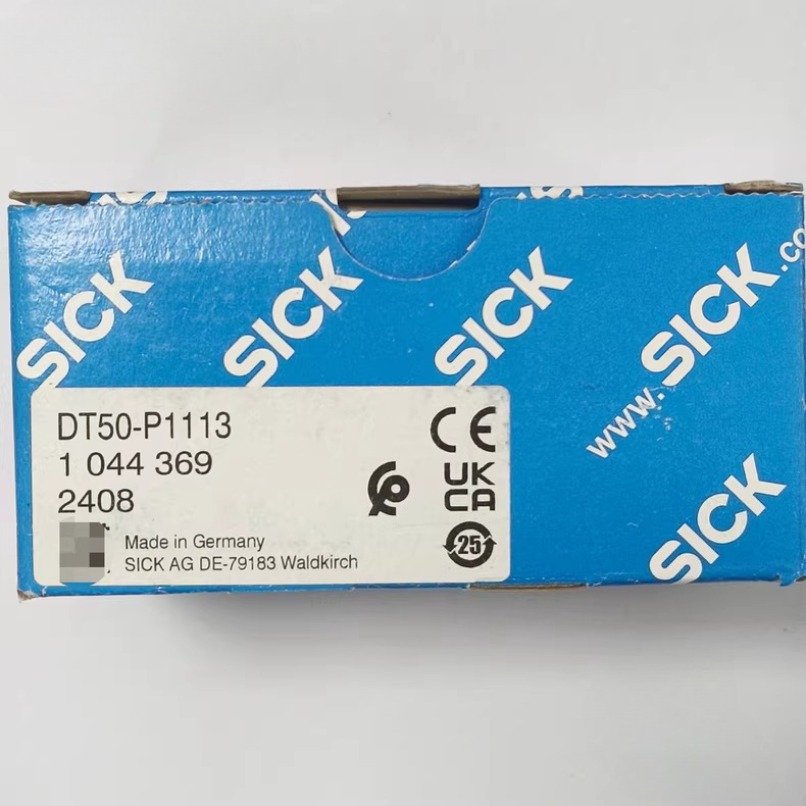 SICK
SICK
SICK
www.SICK.co
SICK
DT50-P1113
1 044 369
2408
CE
UK
CA
25
Made in Germany
SICK AG DE-79183 Waldkirch